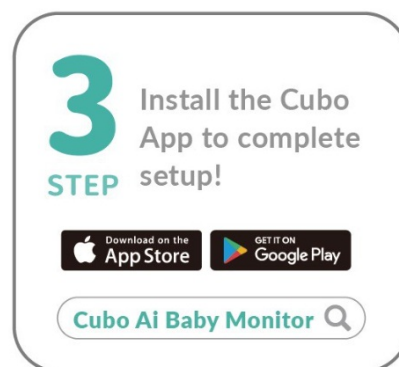 3
STEP
Install the Cubo
App to complete
setup!
Download on the
App Store
GET IT ON
Google Play
Cubo Ai Baby Monitor